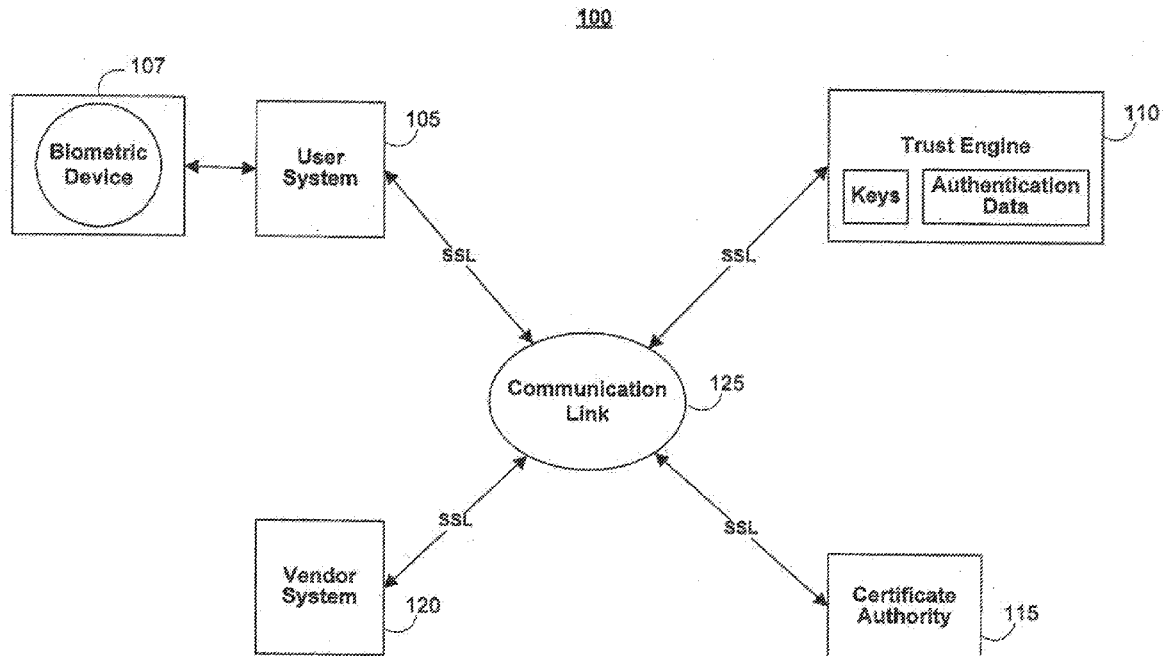 100
107
Biometric
Device
User
System
105
Trust Engine
Keys
Authentication
Data
110
SSL
SSL
Communication
Link
125
SSL
SSL
Vendor
System
120
Certificate
Authority
115